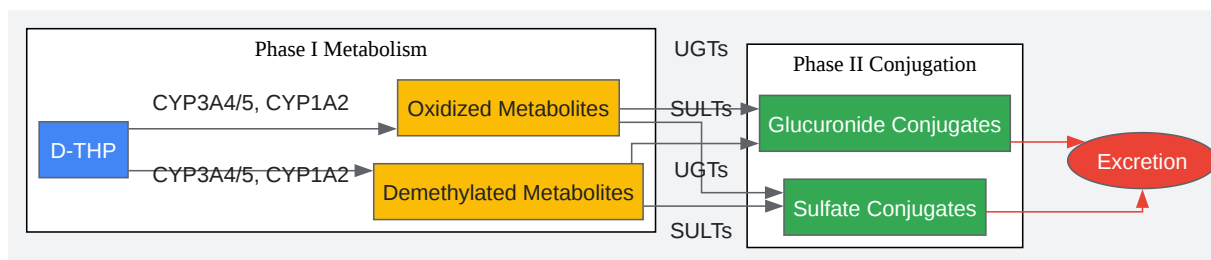 Phase I Metabolism
UGTs
Phase II Conjugation
CYP3A4/5, CYP1A2
Oxidized Metabolites
SULTs
Glucuronide Conjugates
D-THP
Excretion
CYP3A4/5, CYP1A2
UGTs
Demethylated Metabolites
Sulfate Conjugates
SULTs